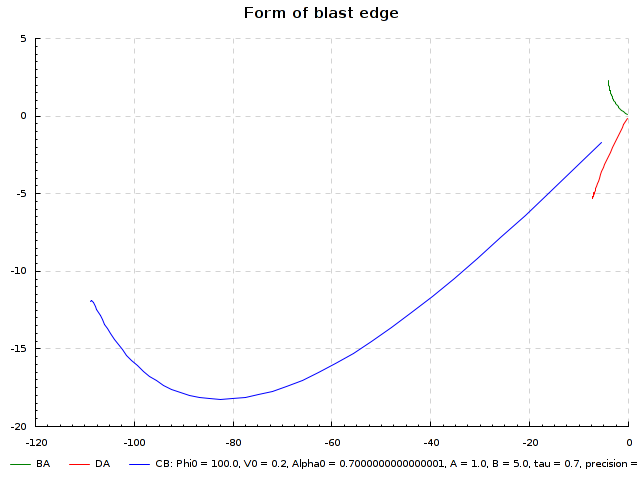 Form of blast edge
5
0
-5
-10
-15
-20
-120 -100 -80 -60 -40 -20 0
BA DA CB: Phi0 = 100.0, V0 = 0.2, Alpha0 = 0.7000000000000001, A = 1.0, B = 5.0, tau = 0.7, precision =